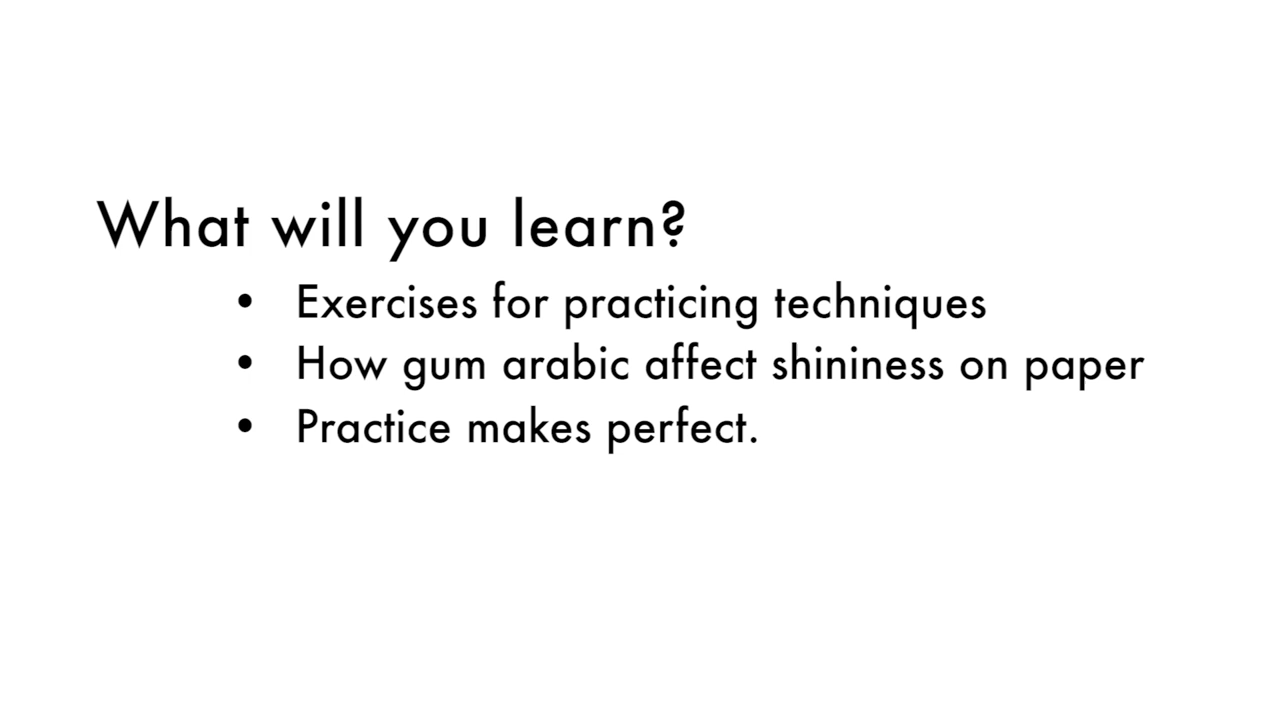 What will you learn?
• Exercises for practicing techniques
• How gum arabic affect shininess on paper
• Practice makes perfect.